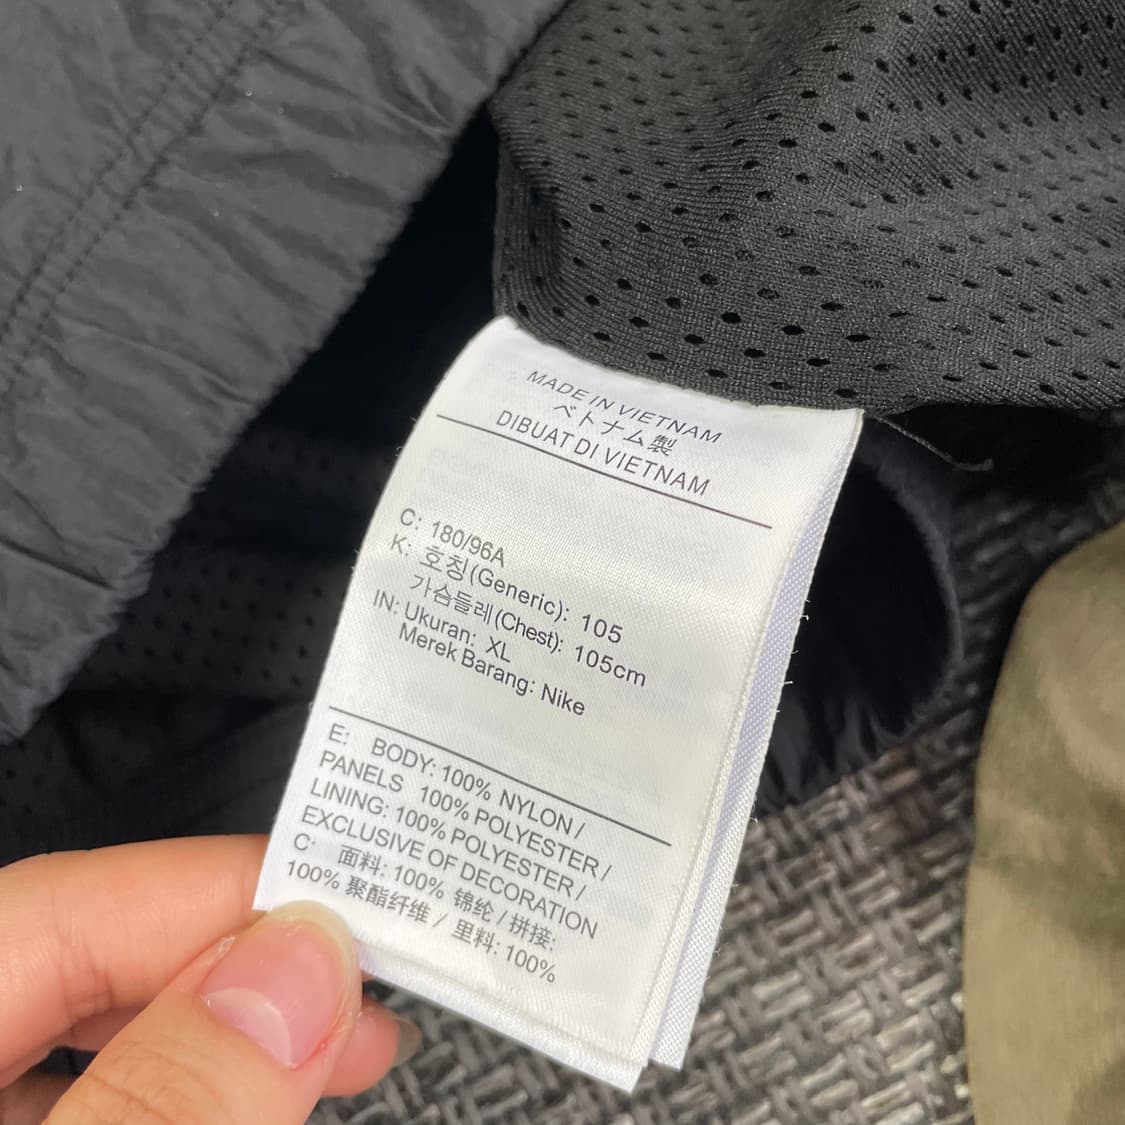 MADE IN VIETNAM
ベトナム製
DIBUAT DI VIETNAM
C: 180/96A
K: 호칭(Generic): 105
가슴둘레(Chest): 105cm
IN: Ukuran: XL
Merek Barang: Nike
E: BODY: 100% NYLON /
PANELS 100% POLYESTER /
LINING: 100% POLYESTER /
EXCLUSIVE OF DECORATION
C: 面料: 100% 锦纶 / 拼接:
100% 聚酯纤维 / 里料: 100%